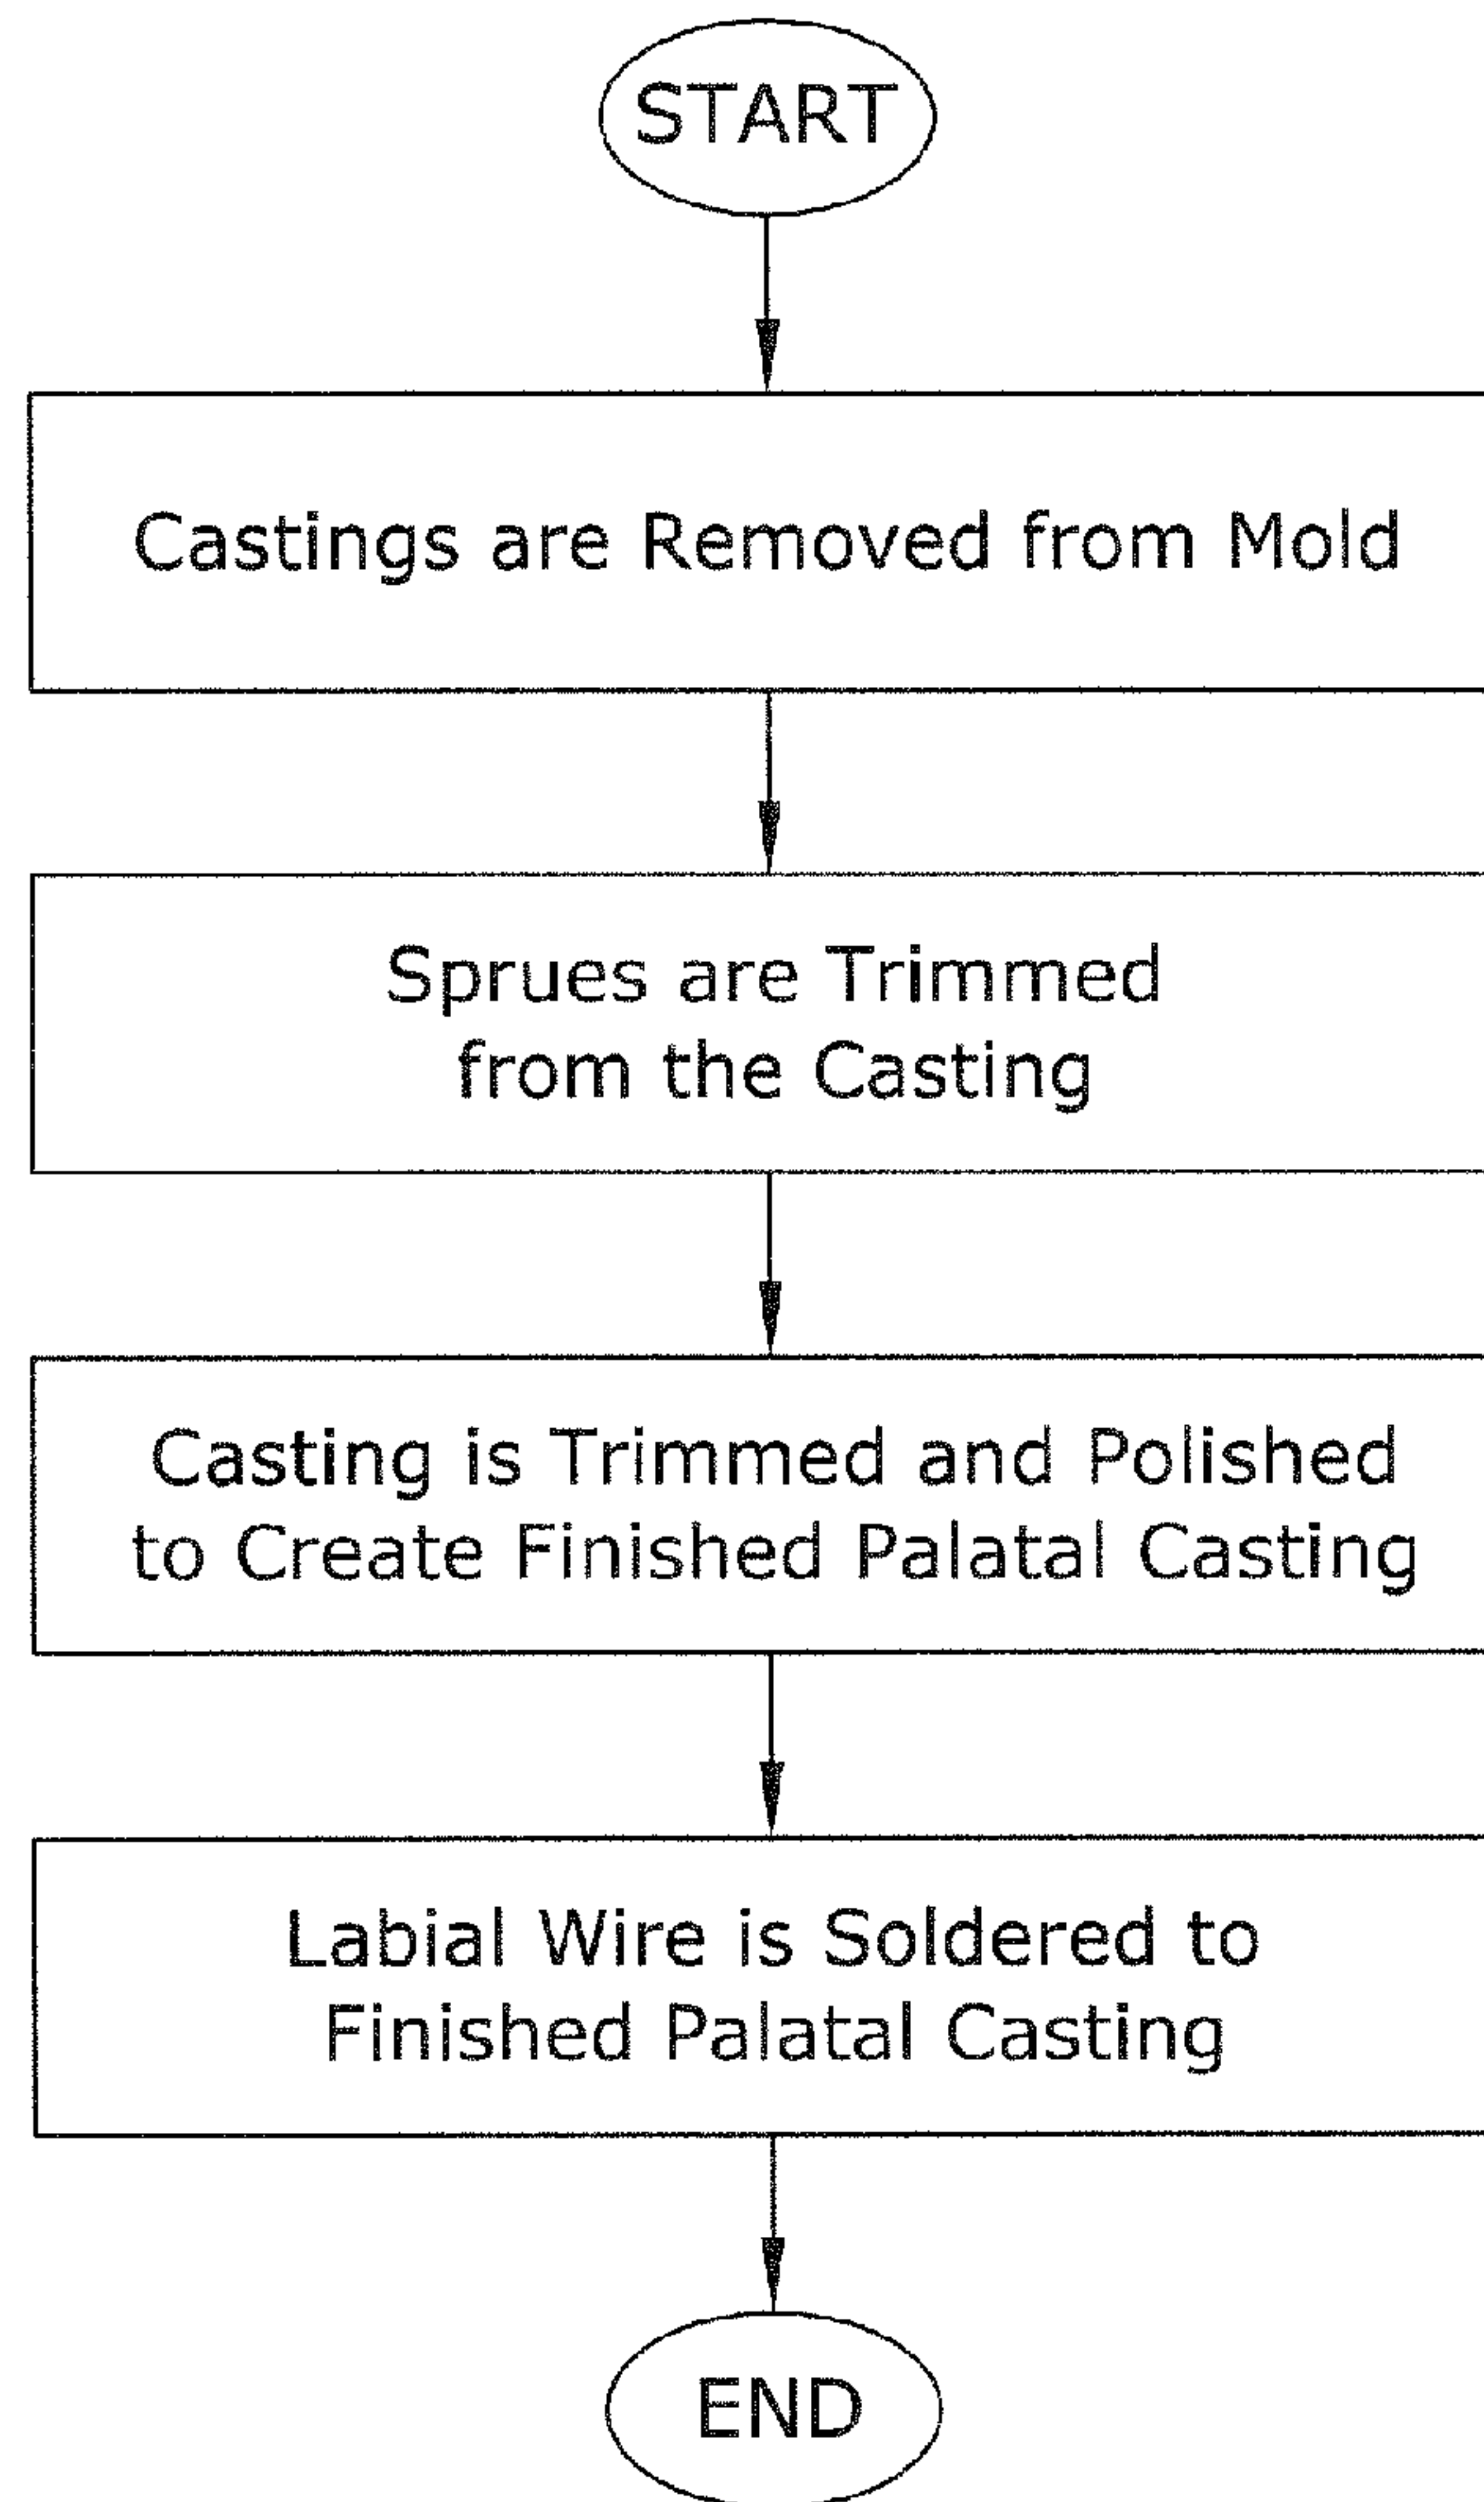 START
Castings are Removed from Mold
Sprues are Trimmed
from the Casting
Casting is Trimmed and Polished
to Create Finished Palatal Casting
Labial Wire is Soldered to
Finished Palatal Casting
END